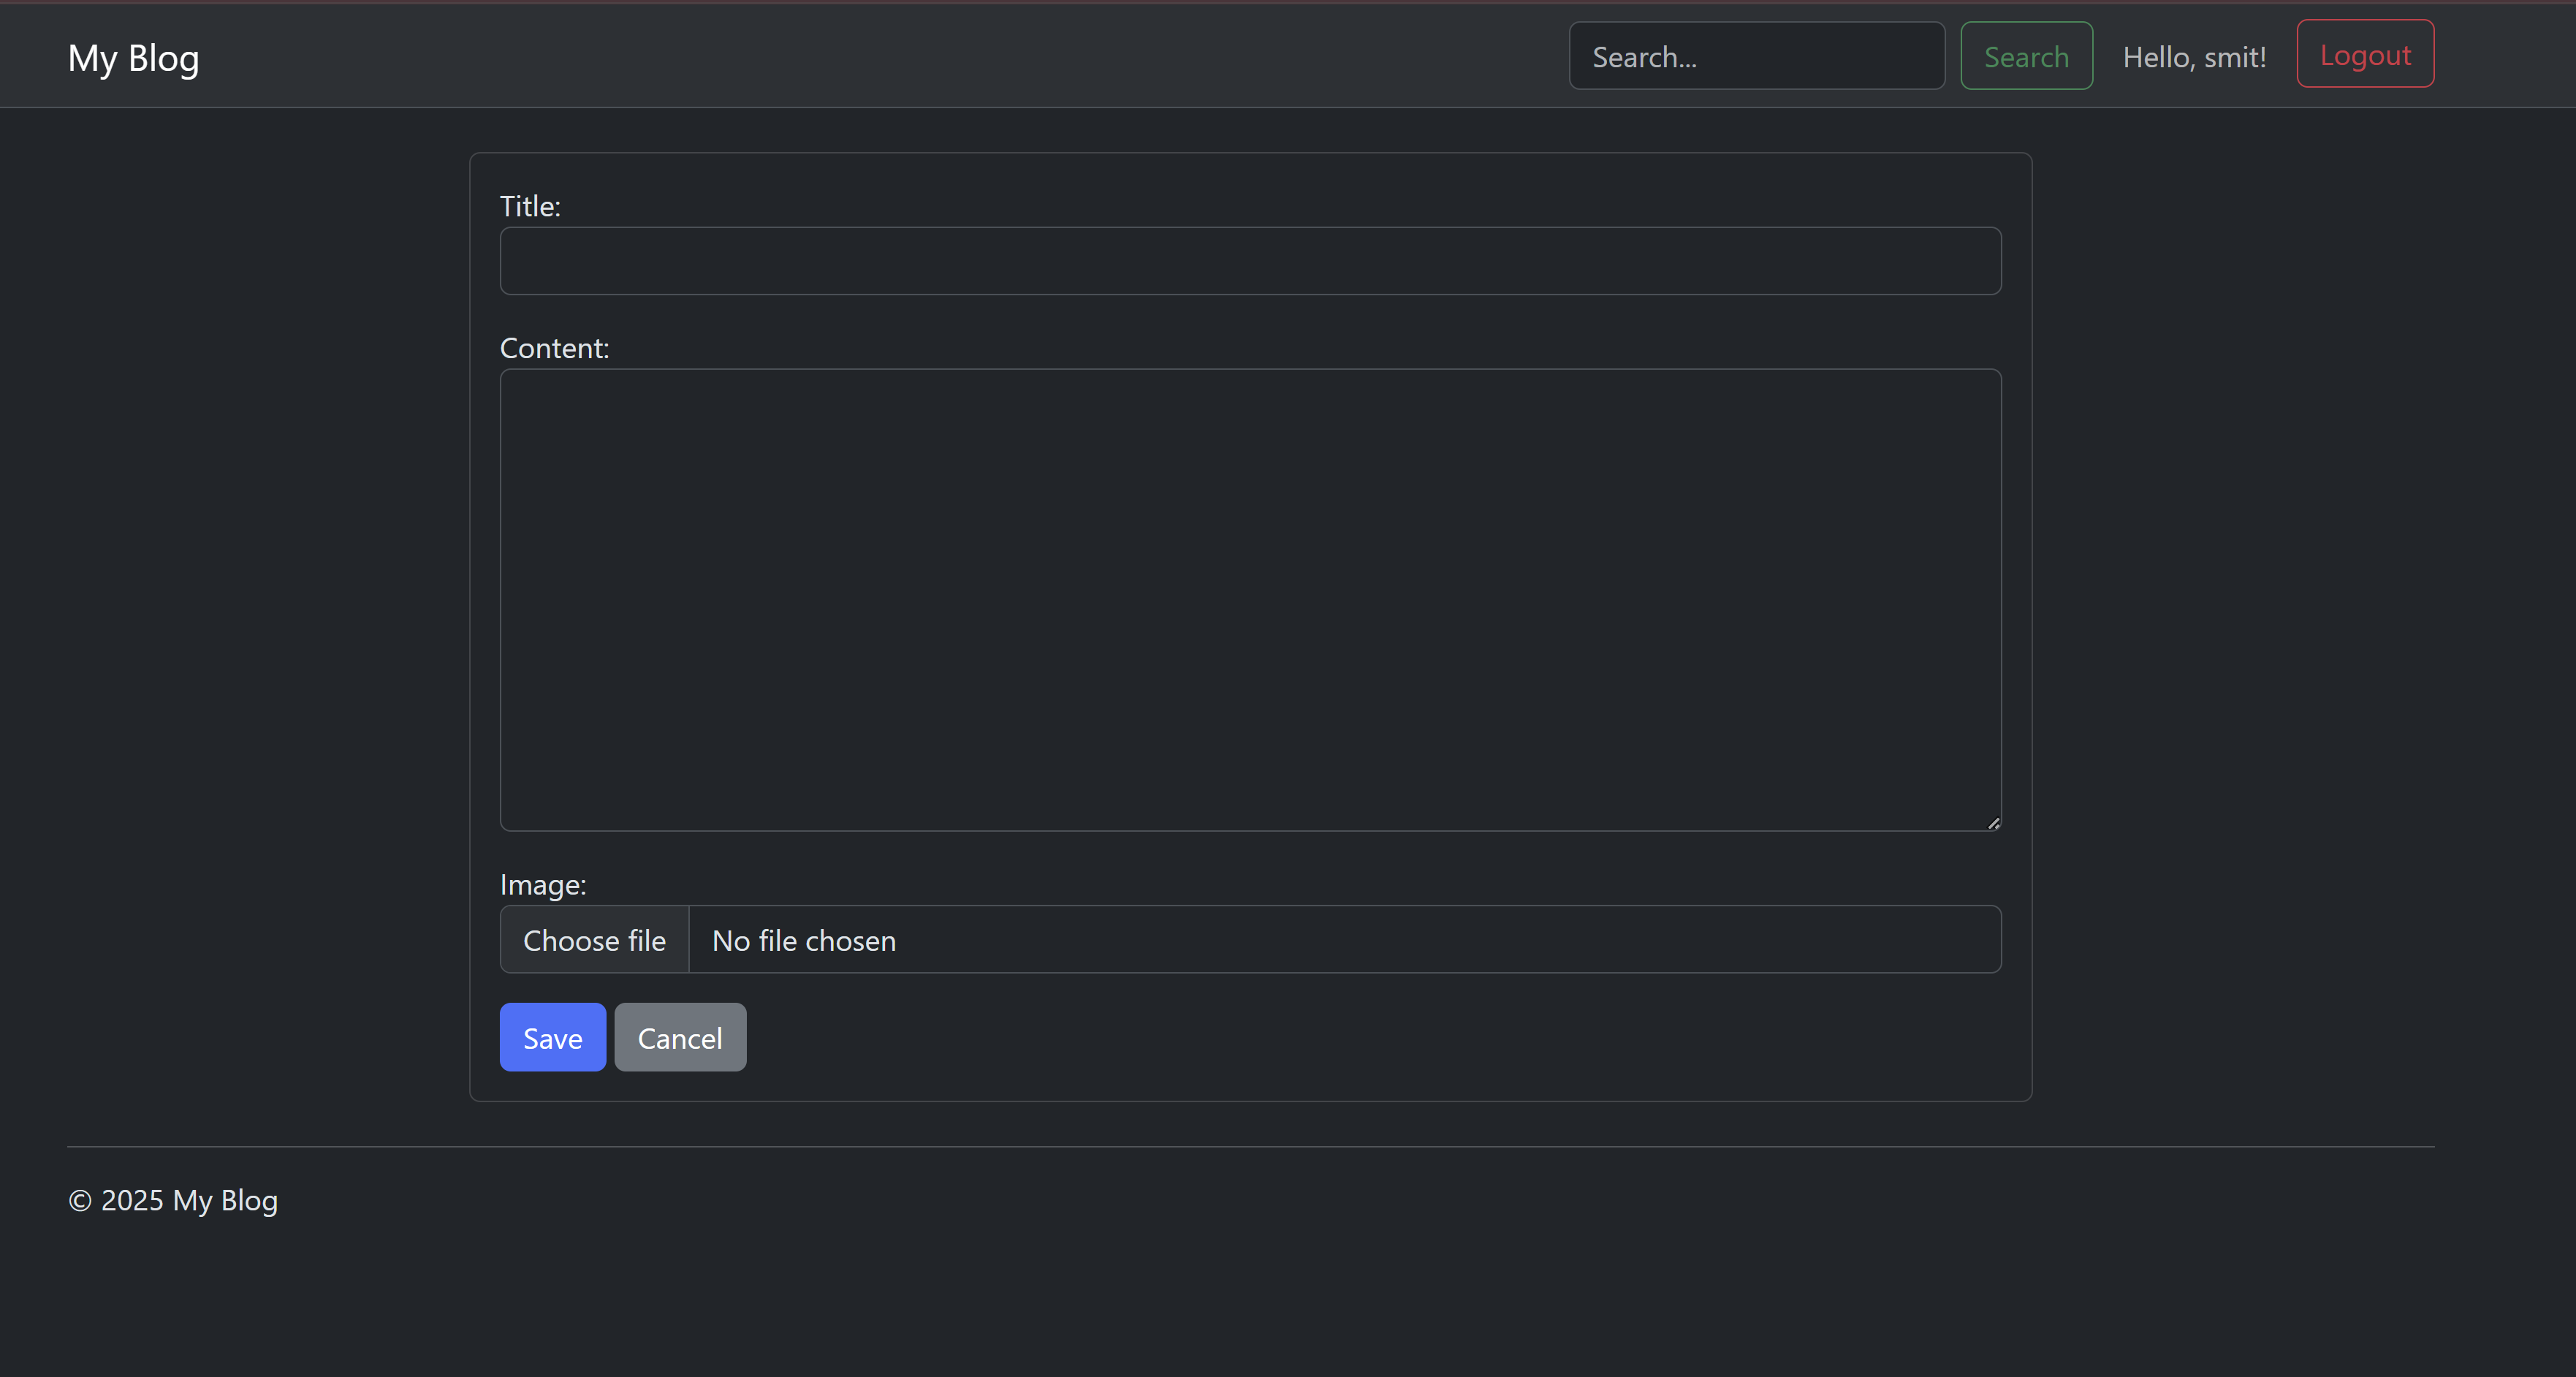 My Blog
Search...
Search
Hello, smit!
Logout
Title:
Content:
Image:
Choose file
No file chosen
Save
Cancel
© 2025 My Blog